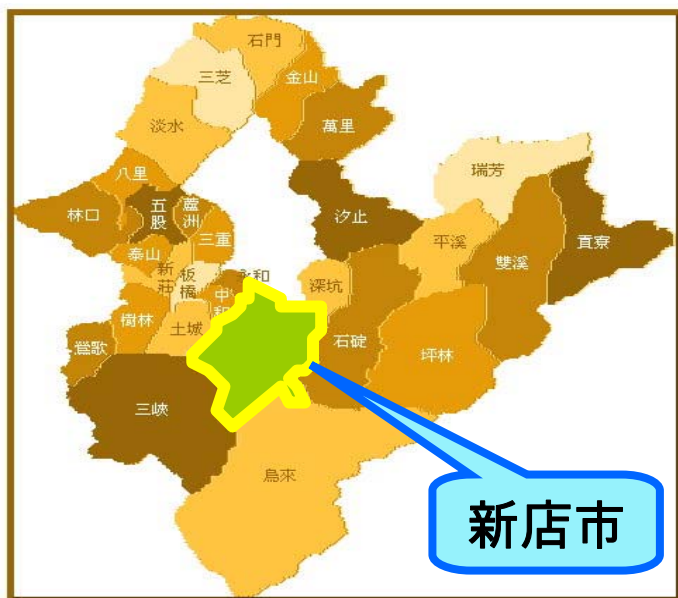 石門
三芝
金山
淡水
萬里
八里
瑞芳
林口
五股
蘆洲
汐止
三重
平溪
貢寮
泰山
雙溪
新莊
板橋
永和
深坑
中和
樹林
土城
石碇
鶯歌
坪林
三峽
烏來
新店市